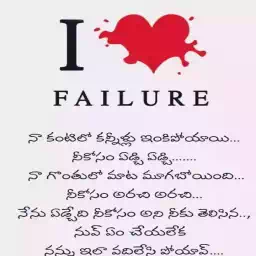 I
FAILURE
నా కంటిలో కన్నీళ్లు ఇంకిపోయాయి...
నీకోసం ఏడ్చి ఏడ్చి.......
నా గొంతులో మాట మూగబోయింది...
నీకోసం అరచి అరచి...
నేను ఏడ్చేది నీకోసం అని నీకు తెలిసిన..,
నువ్ ఏం చేయలేక
నన్ను ఇలా వదిలేసి పోయావ్....